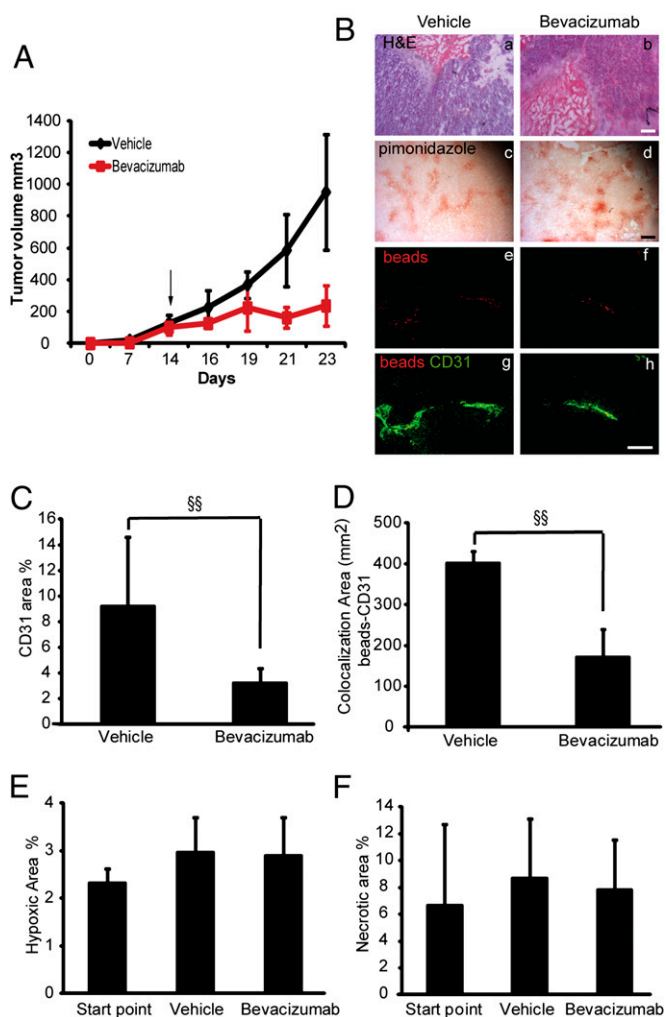 A
Tumor volume mm3
1400
1200
1000
800
600
400
200
0
Vehicle
Bevacizumab
0 7 14 16 19 21 23
Days
B
Vehicle Bevacizumab
H&E a b
pimonidazole c d
beads e f
beads CD31 g h
C
CD31 area %
16
14
12
10
8
6
4
2
0
§§
Vehicle Bevacizumab
D
Colocalization Area (mm2)
beads-CD31
500
400
300
200
100
0
§§
Vehicle Bevacizumab
E
Hypoxic Area %
4
3
2
1
0
Start point Vehicle Bevacizumab
F
Necrotic area %
14
12
10
8
6
4
2
0
Start point Vehicle Bevacizumab